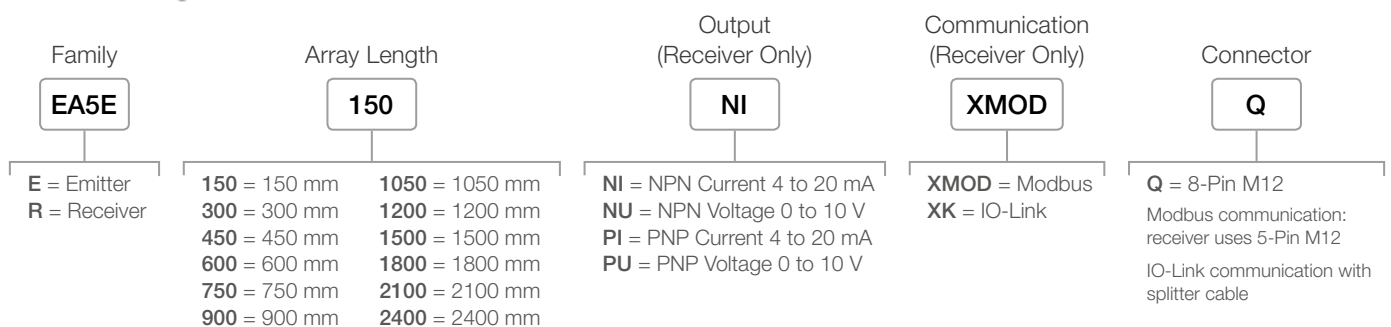 Family
EA5E
E = Emitter
R = Receiver
Array Length
150
150 = 150 mm
300 = 300 mm
450 = 450 mm
600 = 600 mm
750 = 750 mm
900 = 900 mm
1050 = 1050 mm
1200 = 1200 mm
1500 = 1500 mm
1800 = 1800 mm
2100 = 2100 mm
2400 = 2400 mm
Output
(Receiver Only)
NI
NI = NPN Current 4 to 20 mA
NU = NPN Voltage 0 to 10 V
PI = PNP Current 4 to 20 mA
PU = PNP Voltage 0 to 10 V
Communication
(Receiver Only)
XMOD
XMOD = Modbus
XK = IO-Link
Connector
Q
Q = 8-Pin M12
Modbus communication:
receiver uses 5-Pin M12
IO-Link communication with
splitter cable